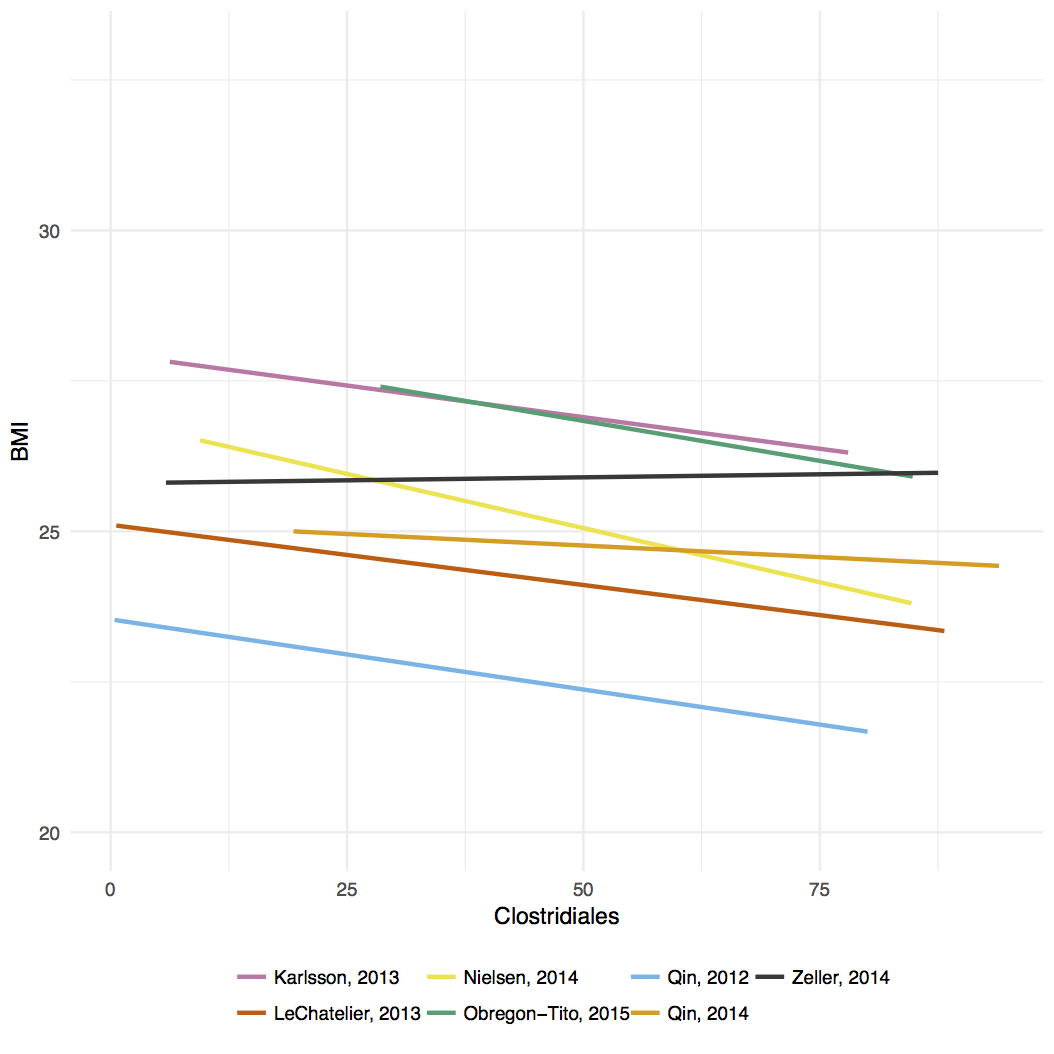 30
25
20
BMI
0 25 50 75
Clostridiales
Karlsson, 2013 Nielsen, 2014 Qin, 2012 Zeller, 2014
LeChatelier, 2013 Obregon−Tito, 2015 Qin, 2014